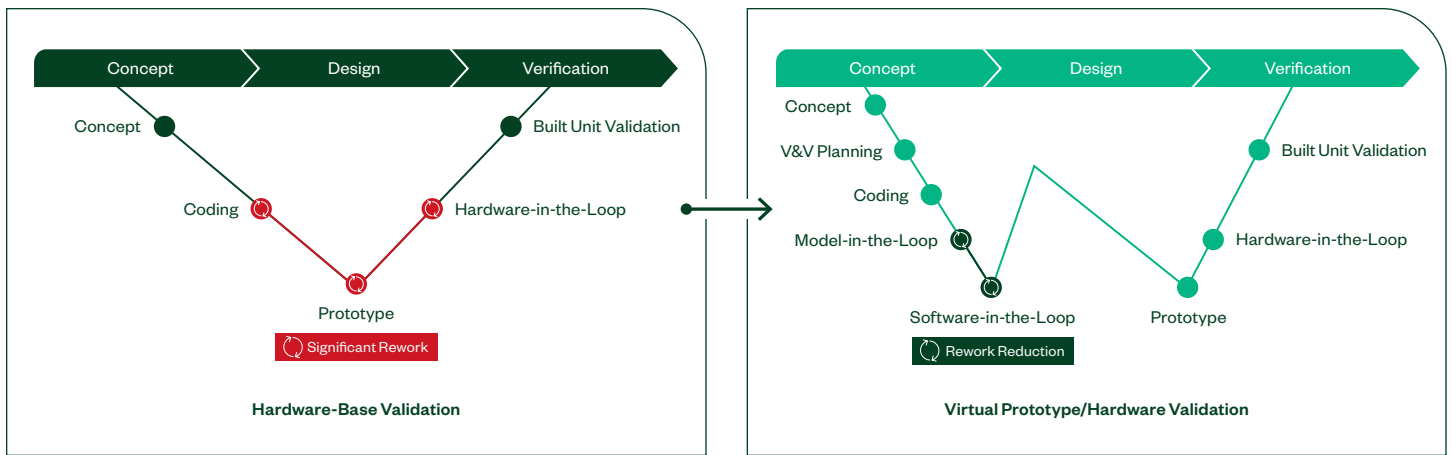 Concept
Design
Verification
Concept
Built Unit Validation
Coding
Hardware-in-the-Loop
Prototype
Significant Rework
Hardware-Base Validation
Concept
Design
Verification
Concept
V&V Planning
Built Unit Validation
Coding
Model-in-the-Loop
Hardware-in-the-Loop
Software-in-the-Loop
Prototype
Rework Reduction
Virtual Prototype/Hardware Validation